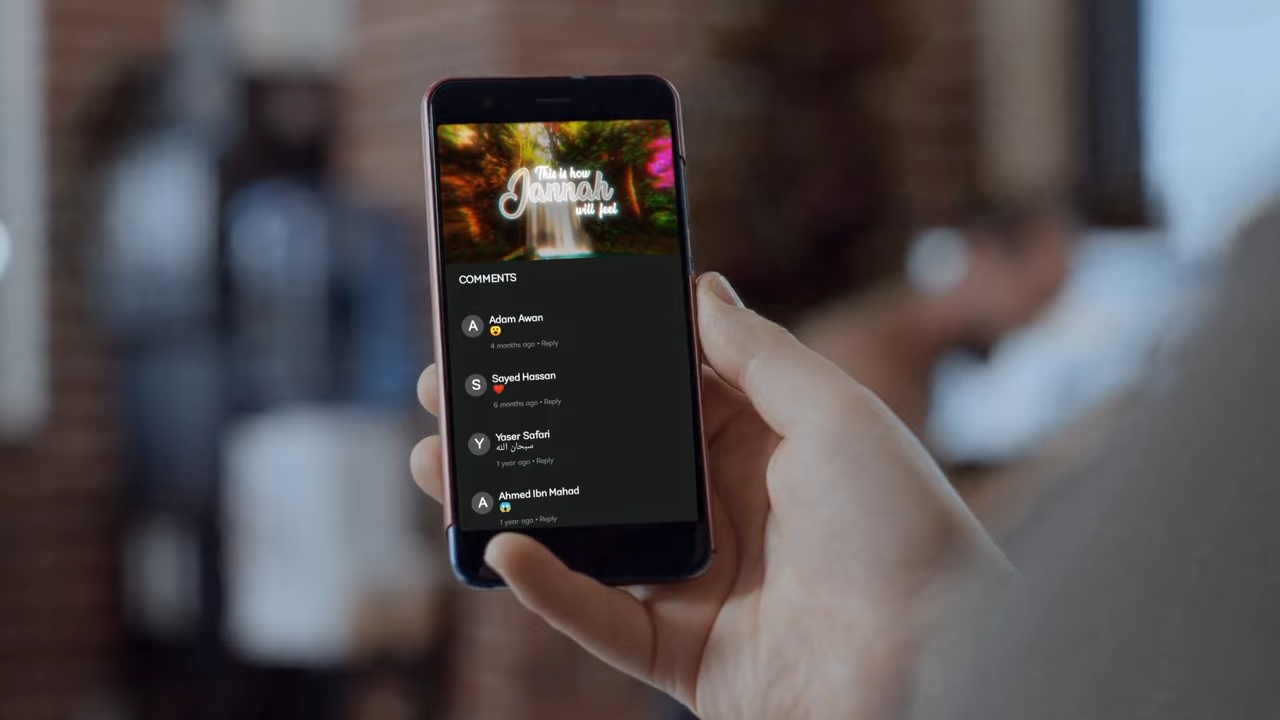 This is how
Jannah
will feel
COMMENTS
A
Adam Awan
😮
4 months ago • Reply
S
Sayed Hassan
❤️
6 months ago • Reply
Y
Yaser Safari
سبحان الله
1 year ago • Reply
A
Ahmed Ibn Mahad
😱
1 year ago • Reply